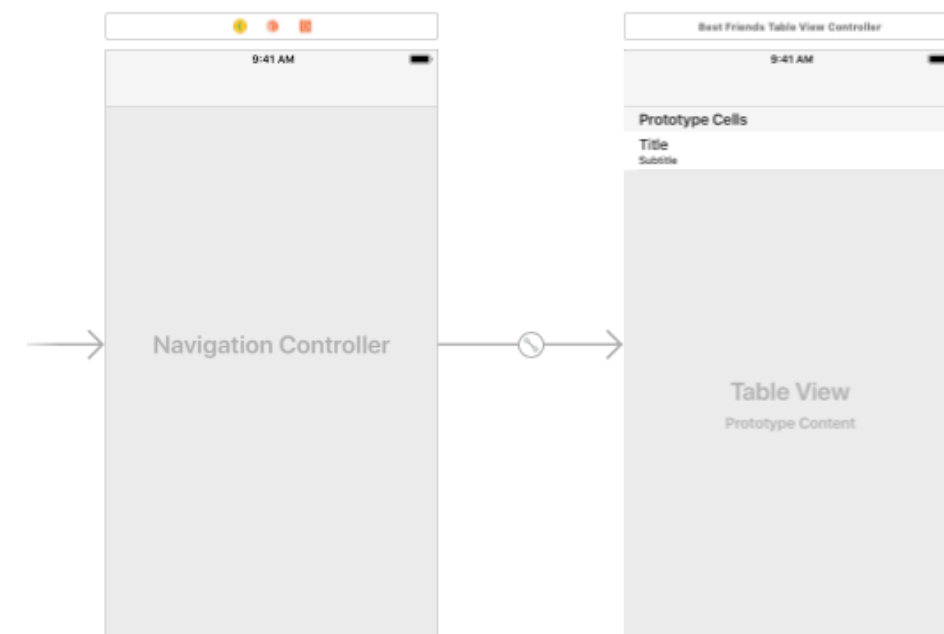 Best Friends Table View Controller
9:41 AM
9:41 AM
Prototype Cells
Title
Subtitle
Navigation Controller
Table View
Prototype Content